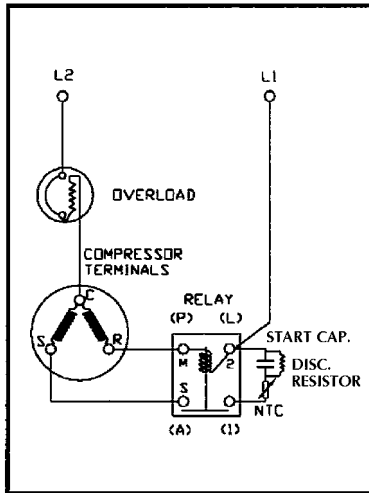 L2 L1
OVERLOAD
COMPRESSOR
TERMINALS
C
RELAY
(P) (L)
S R
M 2
START CAP.
DISC.
RESISTOR
S
NTC
(A) (1)